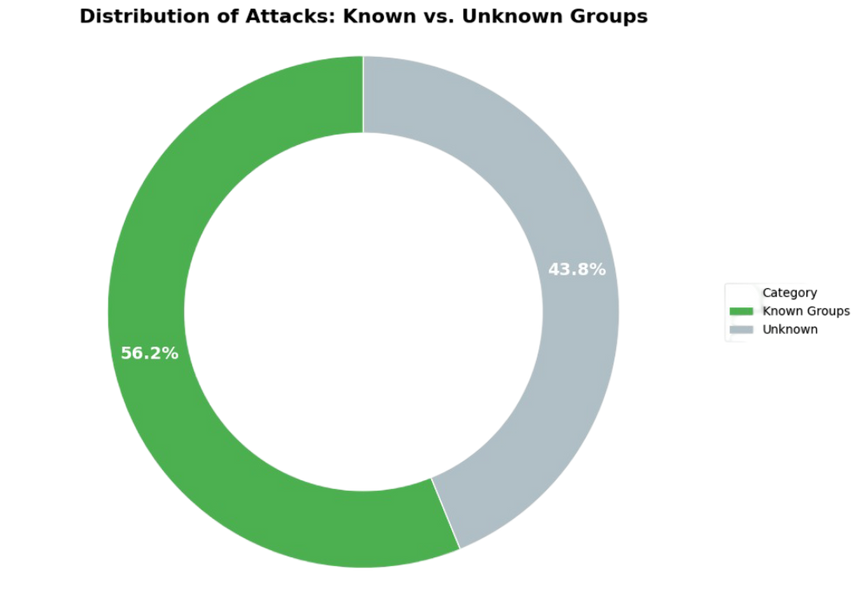 Distribution of Attacks: Known vs. Unknown Groups
43.8%
56.2%
Category
Known Groups
Unknown